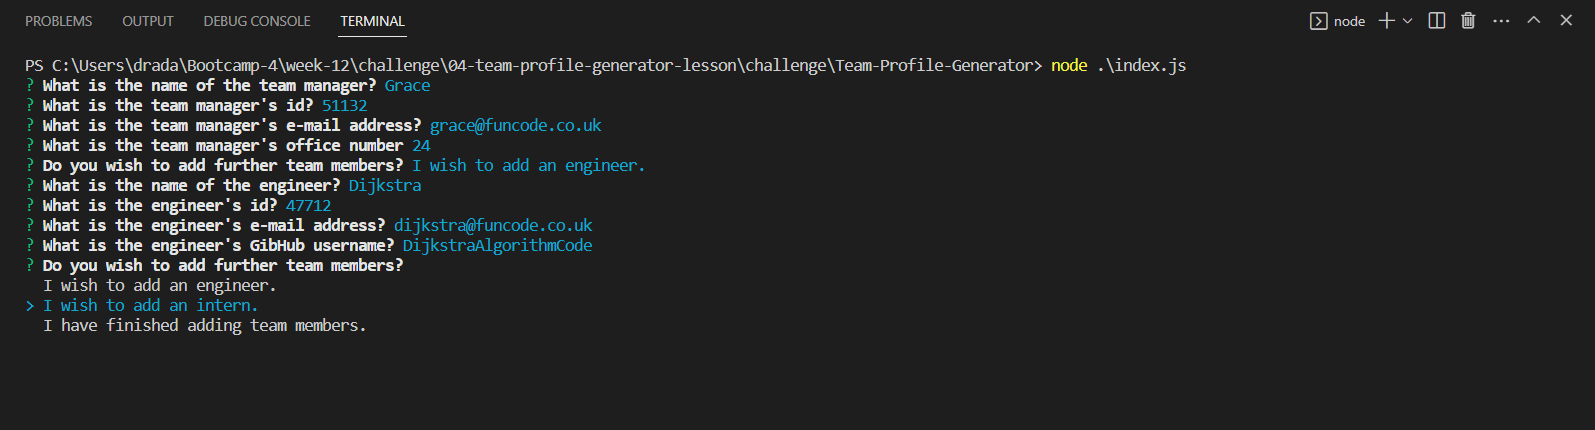 PROBLEMS OUTPUT DEBUG CONSOLE TERMINAL node
PS C:\Users\drada\Bootcamp-4\week-12\challenge\04-team-profile-generator-lesson\challenge\Team-Profile-Generator> node .\index.js
? What is the name of the team manager? Grace
? What is the team manager's id? 51132
? What is the team manager's e-mail address? grace@funcode.co.uk
? What is the team manager's office number 24
? Do you wish to add further team members? I wish to add an engineer.
? What is the name of the engineer? Dijkstra
? What is the engineer's id? 47712
? What is the engineer's e-mail address? dijkstra@funcode.co.uk
? What is the engineer's GibHub username? DijkstraAlgorithmCode
? Do you wish to add further team members?
I wish to add an engineer.
> I wish to add an intern.
I have finished adding team members.